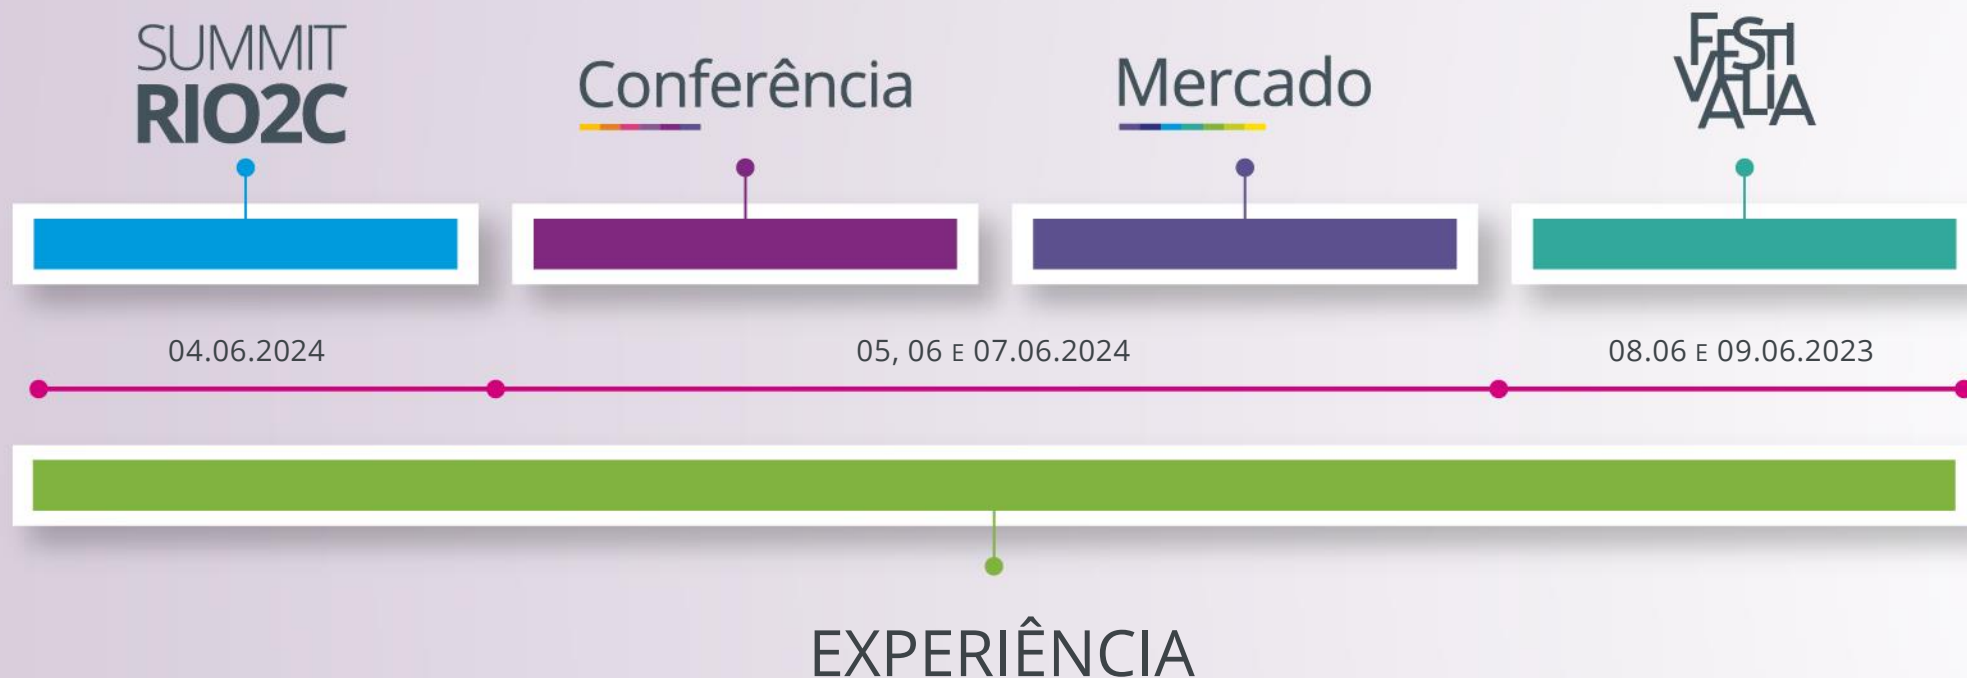 SUMMIT
RIO2C
Conferência
Mercado
FESTI
VALIA
04.06.2024
05, 06 E 07.06.2024
08.06 E 09.06.2023
EXPERIÊNCIA